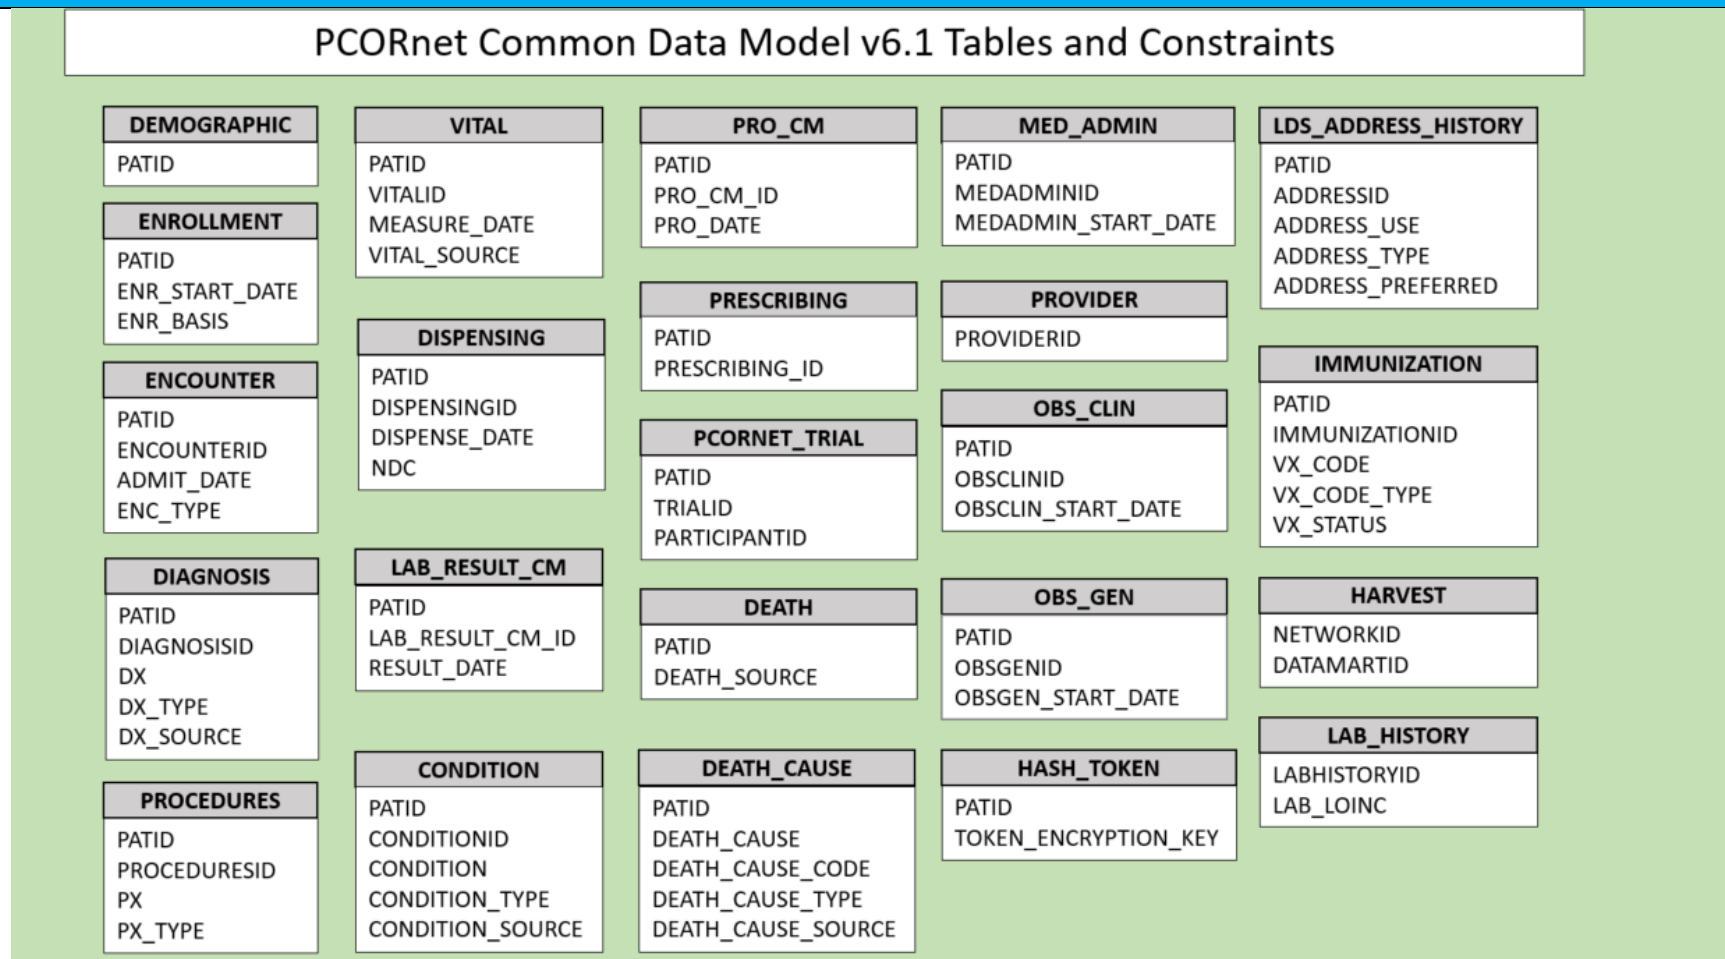 PCORnet Common Data Model v6.1 Tables and Constraints
DEMOGRAPHIC
PATID
ENROLLMENT
PATID
ENR_START_DATE
ENR_BASIS
ENCOUNTER
PATID
ENCOUNTERID
ADMIT_DATE
ENC_TYPE
DIAGNOSIS
PATID
DIAGNOSISID
DX
DX_TYPE
DX_SOURCE
PROCEDURES
PATID
PROCEDURESID
PX
PX_TYPE
VITAL
PATID
VITALID
MEASURE_DATE
VITAL_SOURCE
DISPENSING
PATID
DISPENSINGID
DISPENSE_DATE
NDC
LAB_RESULT_CM
PATID
LAB_RESULT_CM_ID
RESULT_DATE
CONDITION
PATID
CONDITIONID
CONDITION
CONDITION_TYPE
CONDITION_SOURCE
PRO_CM
PATID
PRO_CM_ID
PRO_DATE
PRESCRIBING
PATID
PRESCRIBING_ID
PCORNET_TRIAL
PATID
TRIALID
PARTICIPANTID
DEATH
PATID
DEATH_SOURCE
DEATH_CAUSE
PATID
DEATH_CAUSE
DEATH_CAUSE_CODE
DEATH_CAUSE_TYPE
DEATH_CAUSE_SOURCE
MED_ADMIN
PATID
MEDADMINID
MEDADMIN_START_DATE
PROVIDER
PROVIDERID
OBS_CLIN
PATID
OBSCLINID
OBSCLIN_START_DATE
OBS_GEN
PATID
OBSGENID
OBSGEN_START_DATE
HASH_TOKEN
PATID
TOKEN_ENCRYPTION_KEY
LDS_ADDRESS_HISTORY
PATID
ADDRESSID
ADDRESS_USE
ADDRESS_TYPE
ADDRESS_PREFERRED
IMMUNIZATION
PATID
IMMUNIZATIONID
VX_CODE
VX_CODE_TYPE
VX_STATUS
HARVEST
NETWORKID
DATAMARTID
LAB_HISTORY
LABHISTORYID
LAB_LOINC